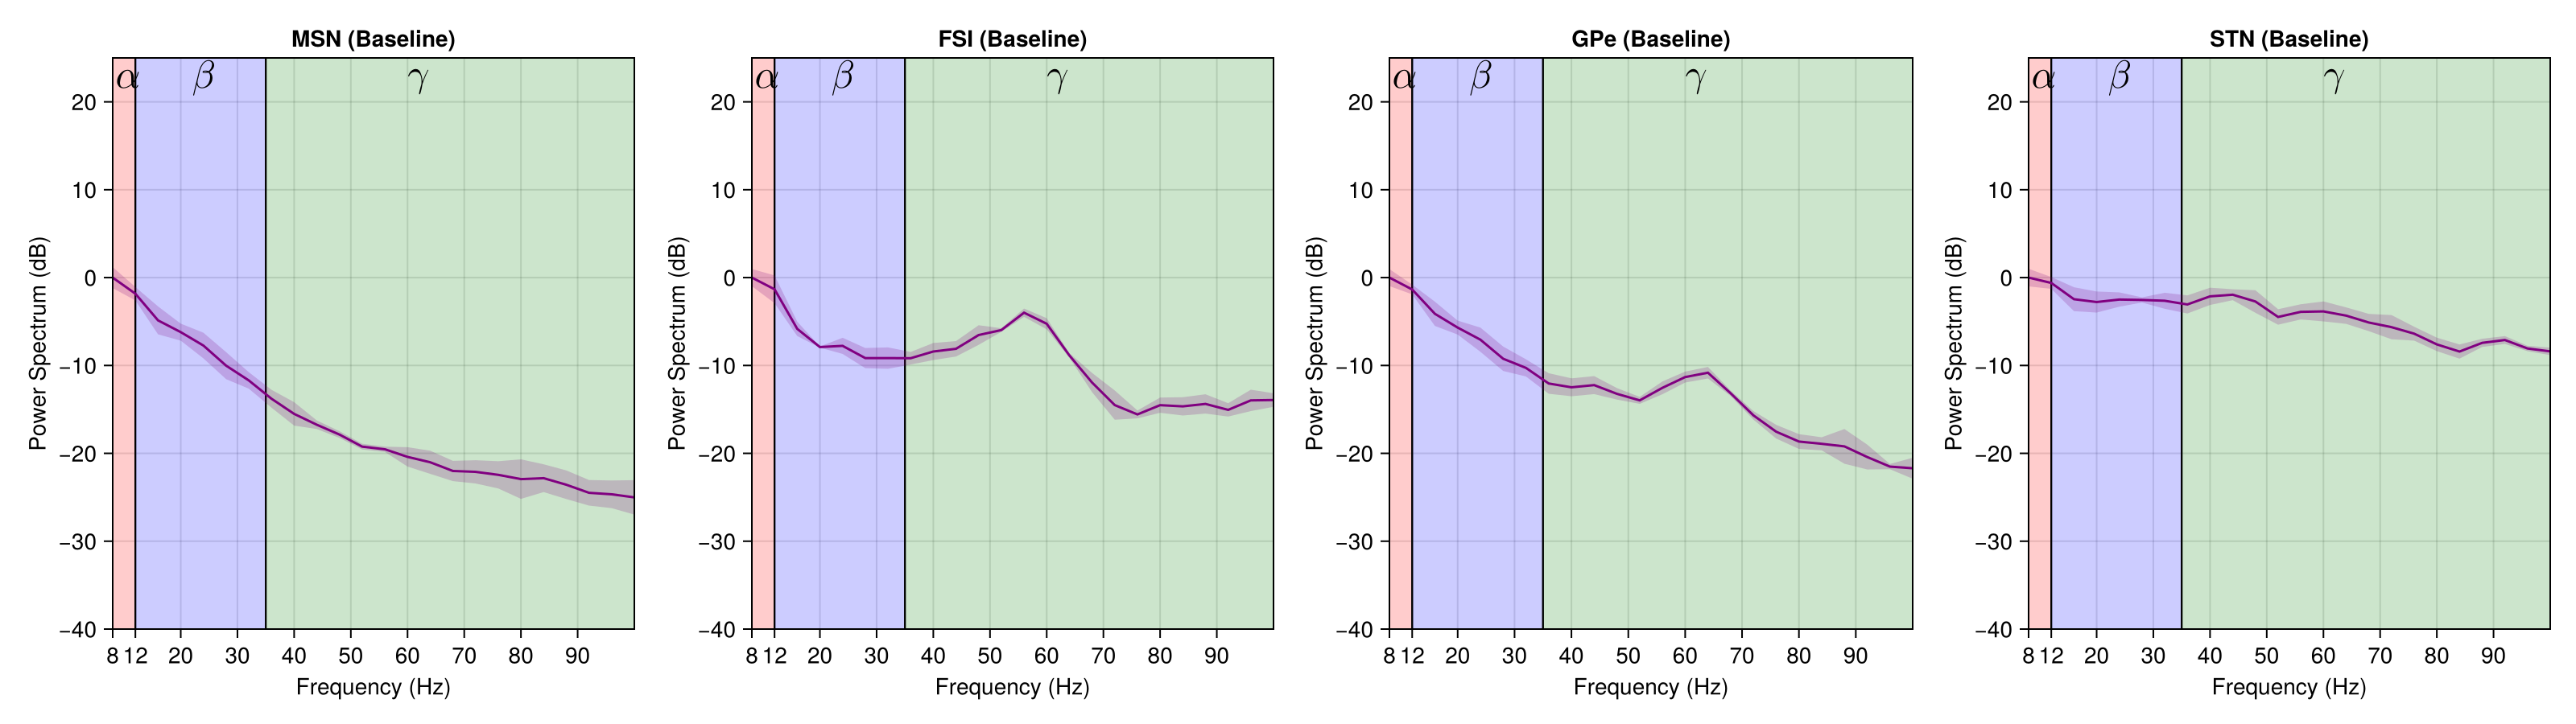 MSN (Baseline)
α β γ
20
10
0
−10
−20
−30
−40
Power Spectrum (dB)
8 12 20 30 40 50 60 70 80 90
Frequency (Hz)
FSI (Baseline)
α β γ
20
10
0
−10
−20
−30
−40
Power Spectrum (dB)
8 12 20 30 40 50 60 70 80 90
Frequency (Hz)
GPe (Baseline)
α β γ
20
10
0
−10
−20
−30
−40
Power Spectrum (dB)
8 12 20 30 40 50 60 70 80 90
Frequency (Hz)
STN (Baseline)
α β γ
20
10
0
−10
−20
−30
−40
Power Spectrum (dB)
8 12 20 30 40 50 60 70 80 90
Frequency (Hz)